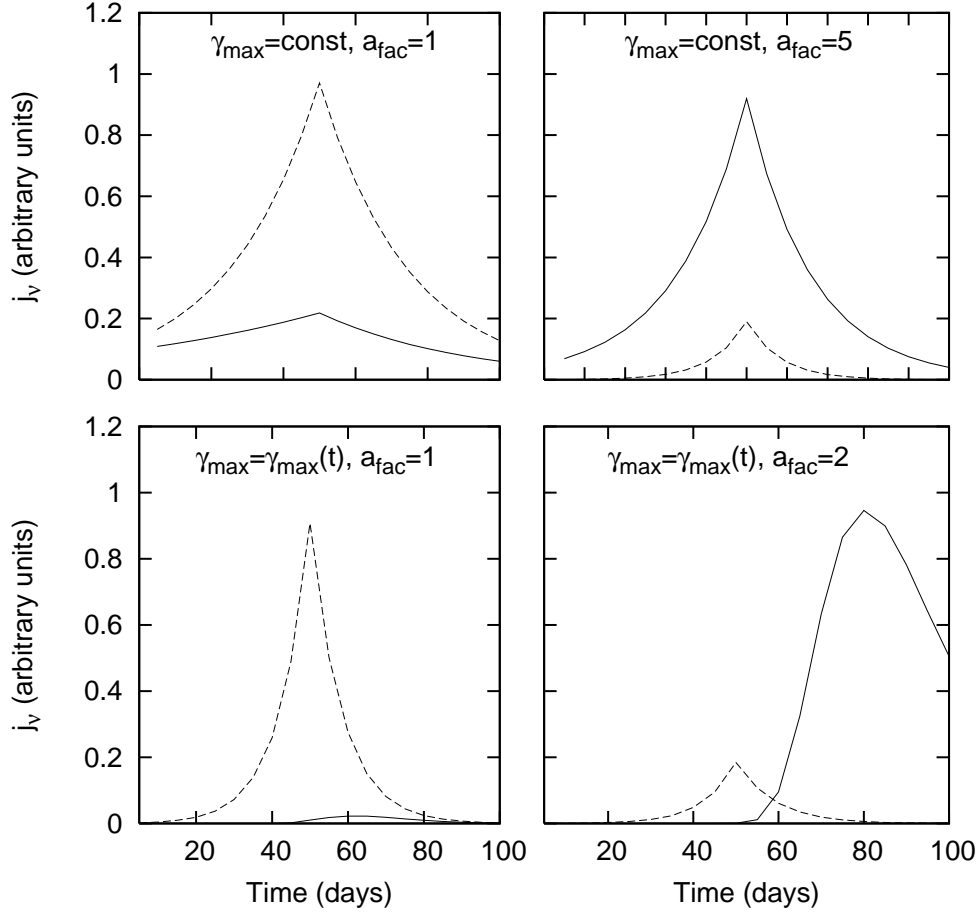 γmax=const, afac=1
γmax=const, afac=5
jν (arbitrary units)
1.2
1
0.8
0.6
0.4
0.2
0
γmax=γmax(t), afac=1
γmax=γmax(t), afac=2
jν (arbitrary units)
1.2
1
0.8
0.6
0.4
0.2
0
20 40 60 80 100
20 40 60 80 100
Time (days)
Time (days)